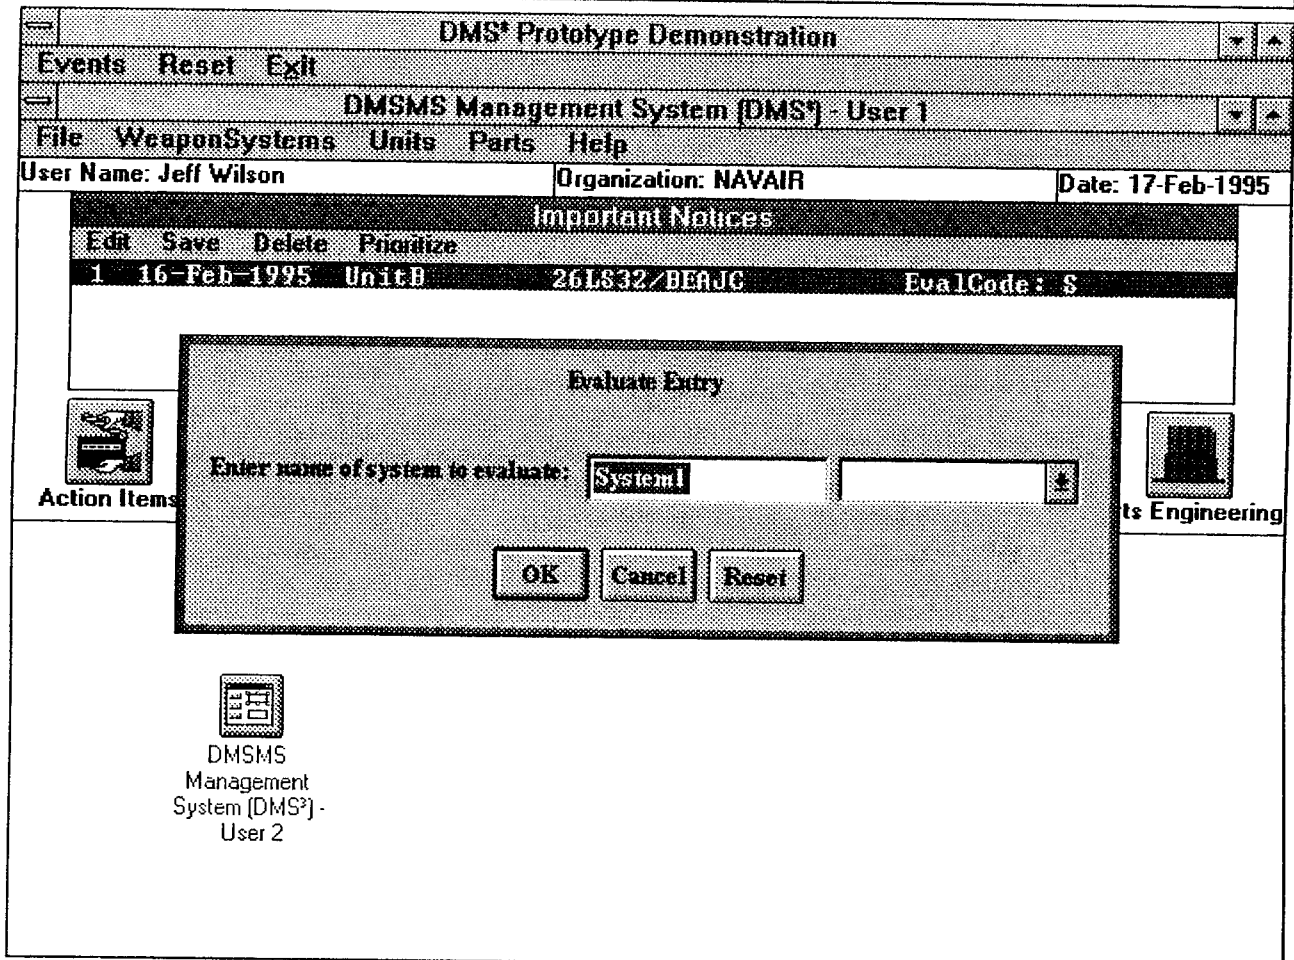 DMS³ Prototype Demonstration
Events Reset Exit
DMSMS Management System (DMS³) - User 1
File WeaponSystems Units Parts Help
User Name: Jeff Wilson Organization: NAVAIR Date: 17-Feb-1995
Important Notices
Edit Save Delete Prioritize
1 16-Feb-1995 UnitB 26LS32/BEAJC EvalCode: S
Evaluate Entry
Enter name of system to evaluate: System1
Action Items
ts Engineering
OK Cancel Reset
DMSMS
Management
System (DMS³) -
User 2